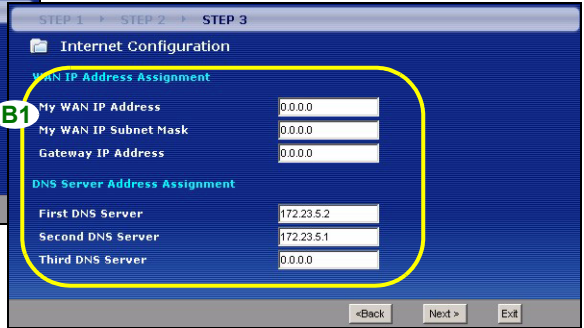 STEP 1 STEP 2 STEP 3
Internet Configuration
WAN IP Address Assignment
B1
My WAN IP Address 0.0.0.0
My WAN IP Subnet Mask 0.0.0.0
Gateway IP Address 0.0.0.0
DNS Server Address Assignment
First DNS Server 172.23.5.2
Second DNS Server 172.23.5.1
Third DNS Server 0.0.0.0
<Back Next > Exit